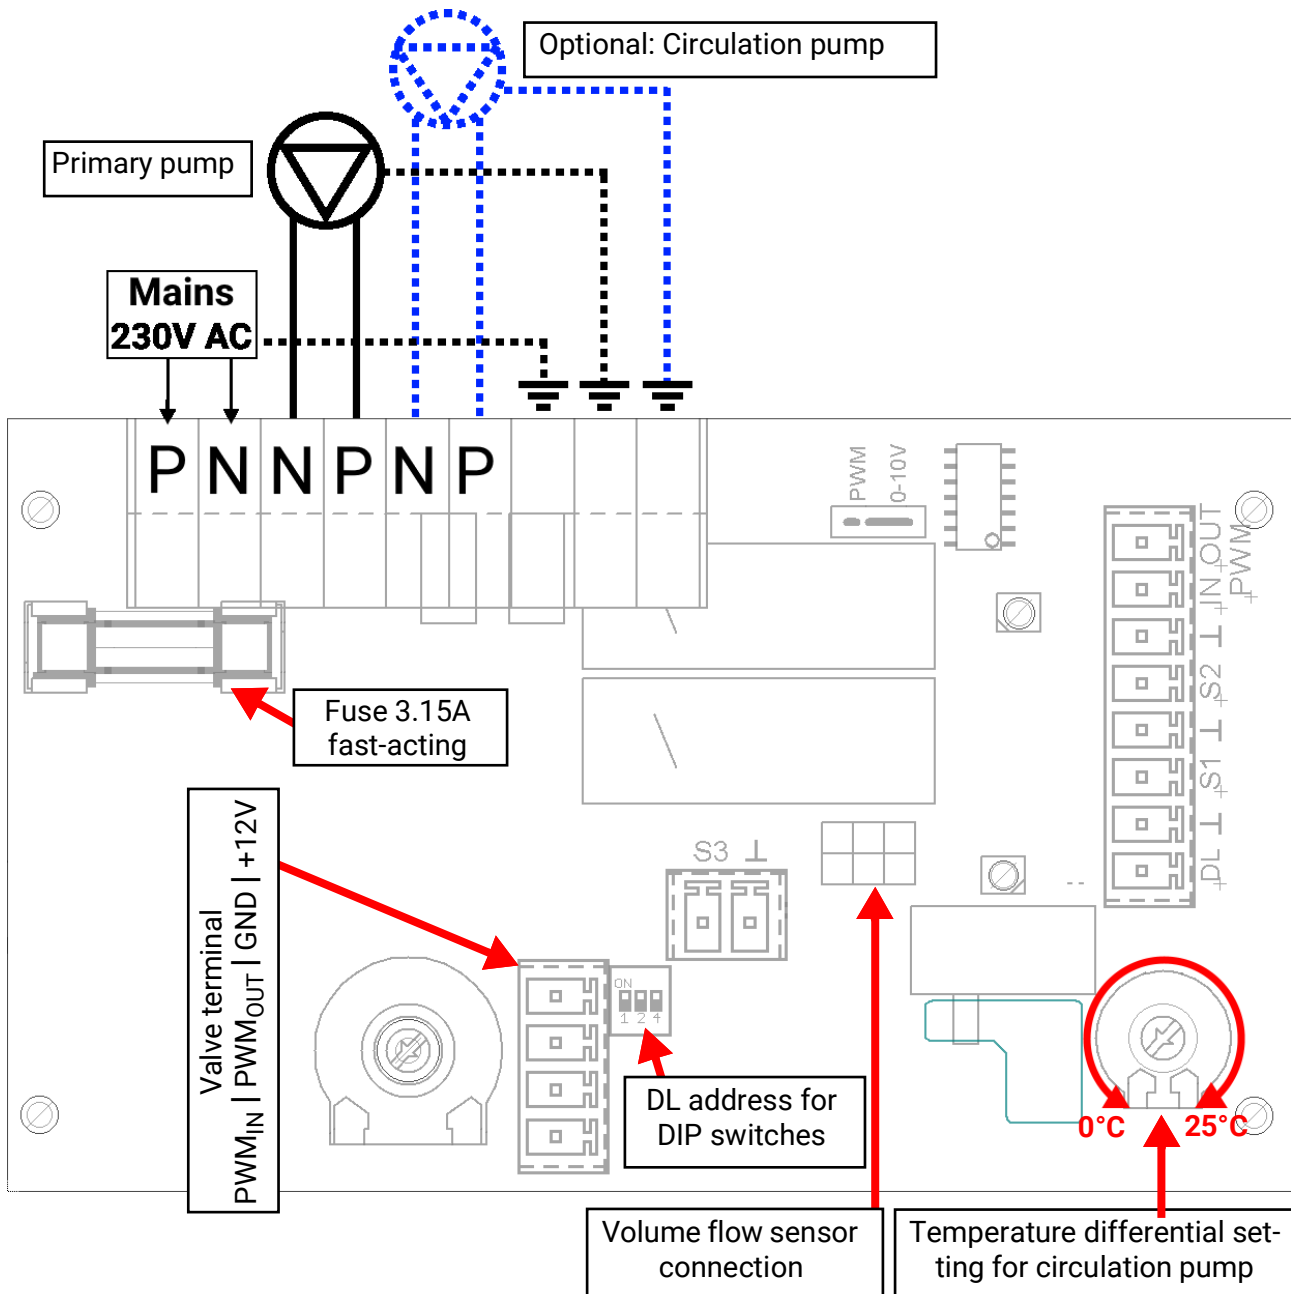 Optional: Circulation pump
Primary pump
Mains
230V AC
P N N P N P
PWM
0-10V
OUT
IN
PWM
⊥
S2
⊥
S1
⊥
DL
Fuse 3.15A
fast-acting
Valve terminal
PWMIN | PWMOUT | GND | +12V
S3 ⊥
ON
1 2 4
DL address for
DIP switches
0°C
25°C
Volume flow sensor
connection
Temperature differential set-
ting for circulation pump